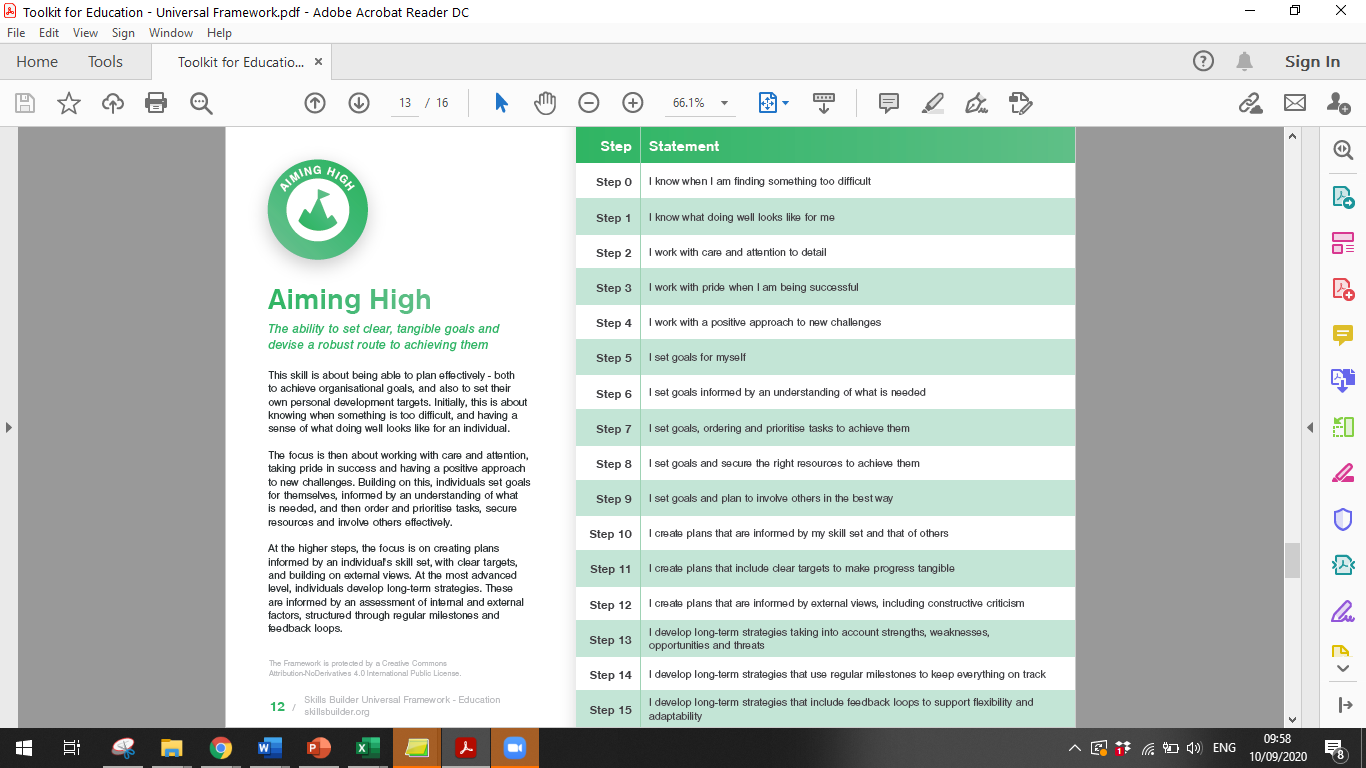 Toolkit for Education - Universal Framework.pdf - Adobe Acrobat Reader DC
File Edit View Sign Window Help
Home Tools Toolkit for Educatio... ×
Sign In
13 / 16
66.1%
AIMING HIGH
Aiming High
The ability to set clear, tangible goals and
devise a robust route to achieving them
This skill is about being able to plan effectively - both
to achieve organisational goals, and also to set their
own personal development targets. Initially, this is about
knowing when something is too difficult, and having a
sense of what doing well looks like for an individual.
The focus is then about working with care and attention,
taking pride in success and having a positive approach
to new challenges. Building on this, individuals set goals
for themselves, informed by an understanding of what
is needed, and then order and prioritise tasks, secure
resources and involve others effectively.
At the higher steps, the focus is on creating plans
informed by an individual's skill set, with clear targets,
and building on external views. At the most advanced
level, individuals develop long-term strategies. These
are informed by an assessment of internal and external
factors, structured through regular milestones and
feedback loops.
The Framework is protected by a Creative Commons
Attribution-NoDerivatives 4.0 International Public License.
12 / Skills Builder Universal Framework - Education
skillsbuilder.org
Step Statement
Step 0 I know when I am finding something too difficult
Step 1 I know what doing well looks like for me
Step 2 I work with care and attention to detail
Step 3 I work with pride when I am being successful
Step 4 I work with a positive approach to new challenges
Step 5 I set goals for myself
Step 6 I set goals informed by an understanding of what is needed
Step 7 I set goals, ordering and prioritise tasks to achieve them
Step 8 I set goals and secure the right resources to achieve them
Step 9 I set goals and plan to involve others in the best way
Step 10 I create plans that are informed by my skill set and that of others
Step 11 I create plans that include clear targets to make progress tangible
Step 12 I create plans that are informed by external views, including constructive criticism
Step 13 I develop long-term strategies taking into account strengths, weaknesses,
opportunities and threats
Step 14 I develop long-term strategies that use regular milestones to keep everything on track
Step 15 I develop long-term strategies that include feedback loops to support flexibility and
adaptability
ENG
09:58
10/09/2020
8